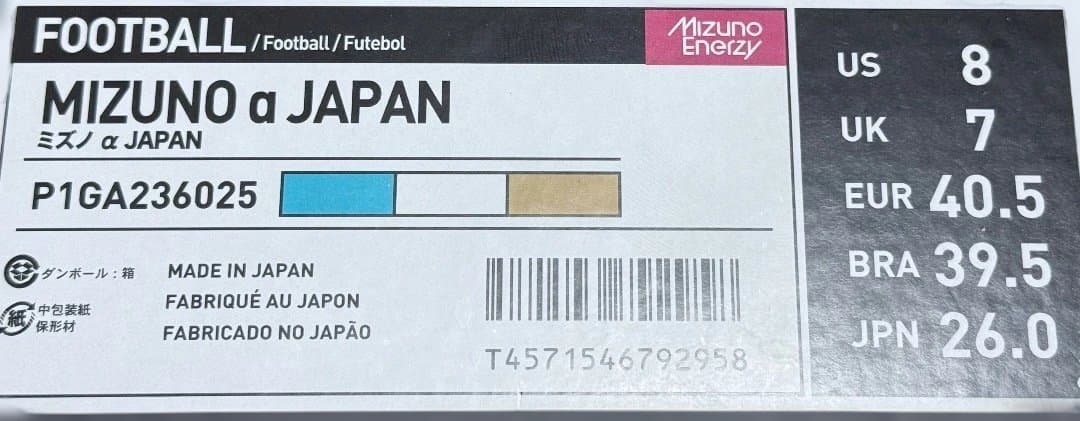 FOOTBALL / Football / Futebol
Mizuno
Enerzy
MIZUNO α JAPAN
ミズノ α JAPAN
P1GA236025
ダンボール : 箱
紙
中包装紙
保形材
MADE IN JAPAN
FABRIQUÉ AU JAPON
FABRICADO NO JAPÃO
T4571546792958
US 8
UK 7
EUR 40.5
BRA 39.5
JPN 26.0